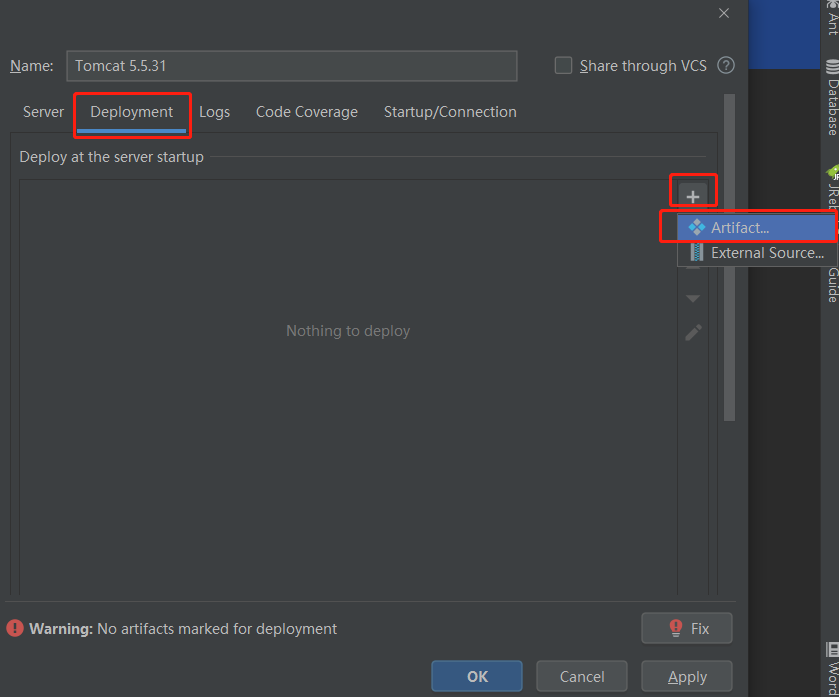 Name: Tomcat 5.5.31 Share through VCS ?
Server Deployment Logs Code Coverage Startup/Connection
Deploy at the server startup
+
Artifact...
External Source...
Nothing to deploy
Warning: No artifacts marked for deployment
Fix
OK Cancel Apply
Ant
Database
Guide